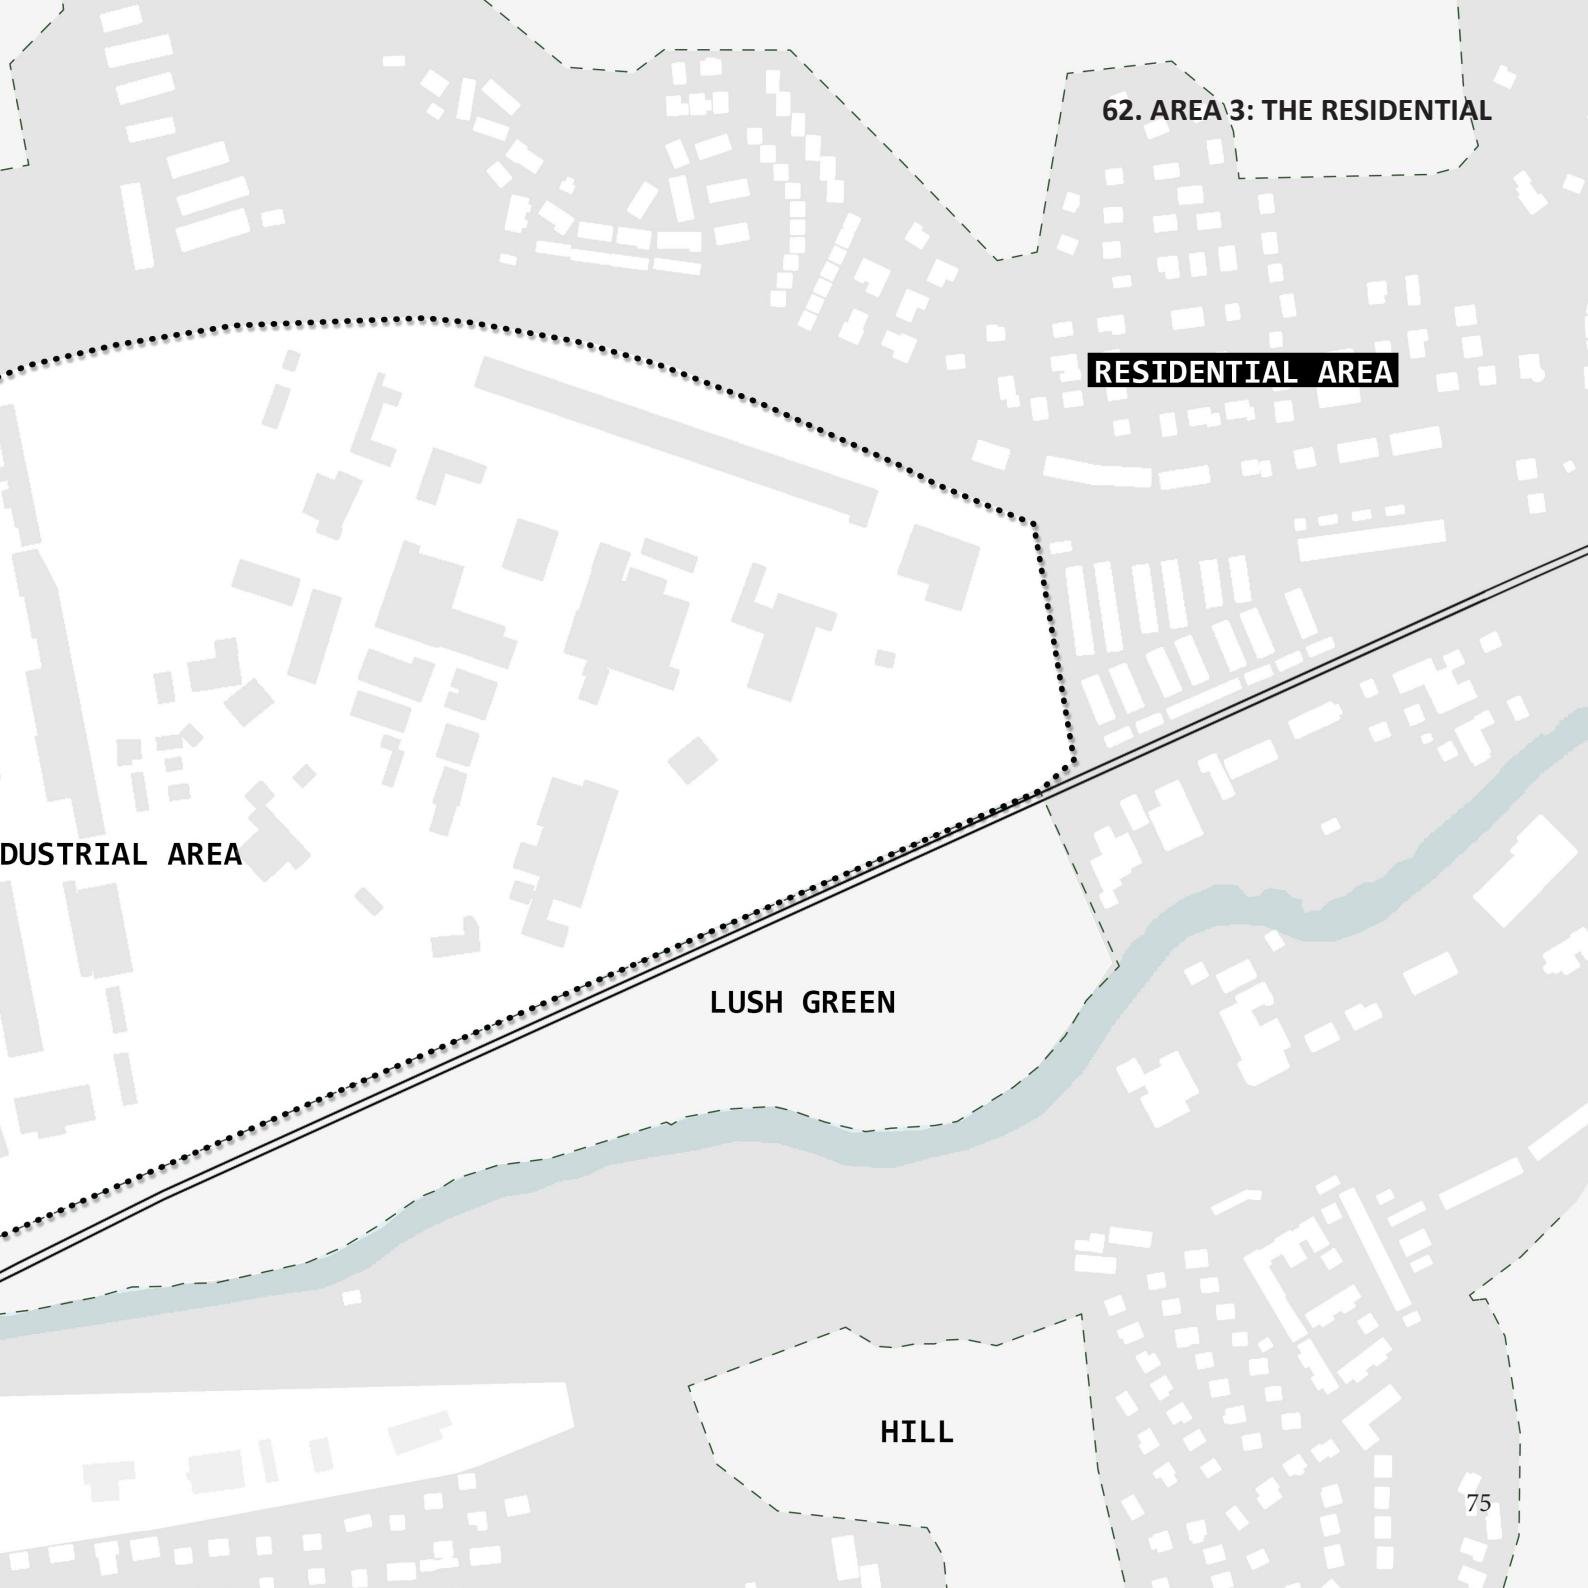 62. AREA 3: THE RESIDENTIAL
RESIDENTIAL AREA
DUSTRIAL AREA
LUSH GREEN
HILL
75